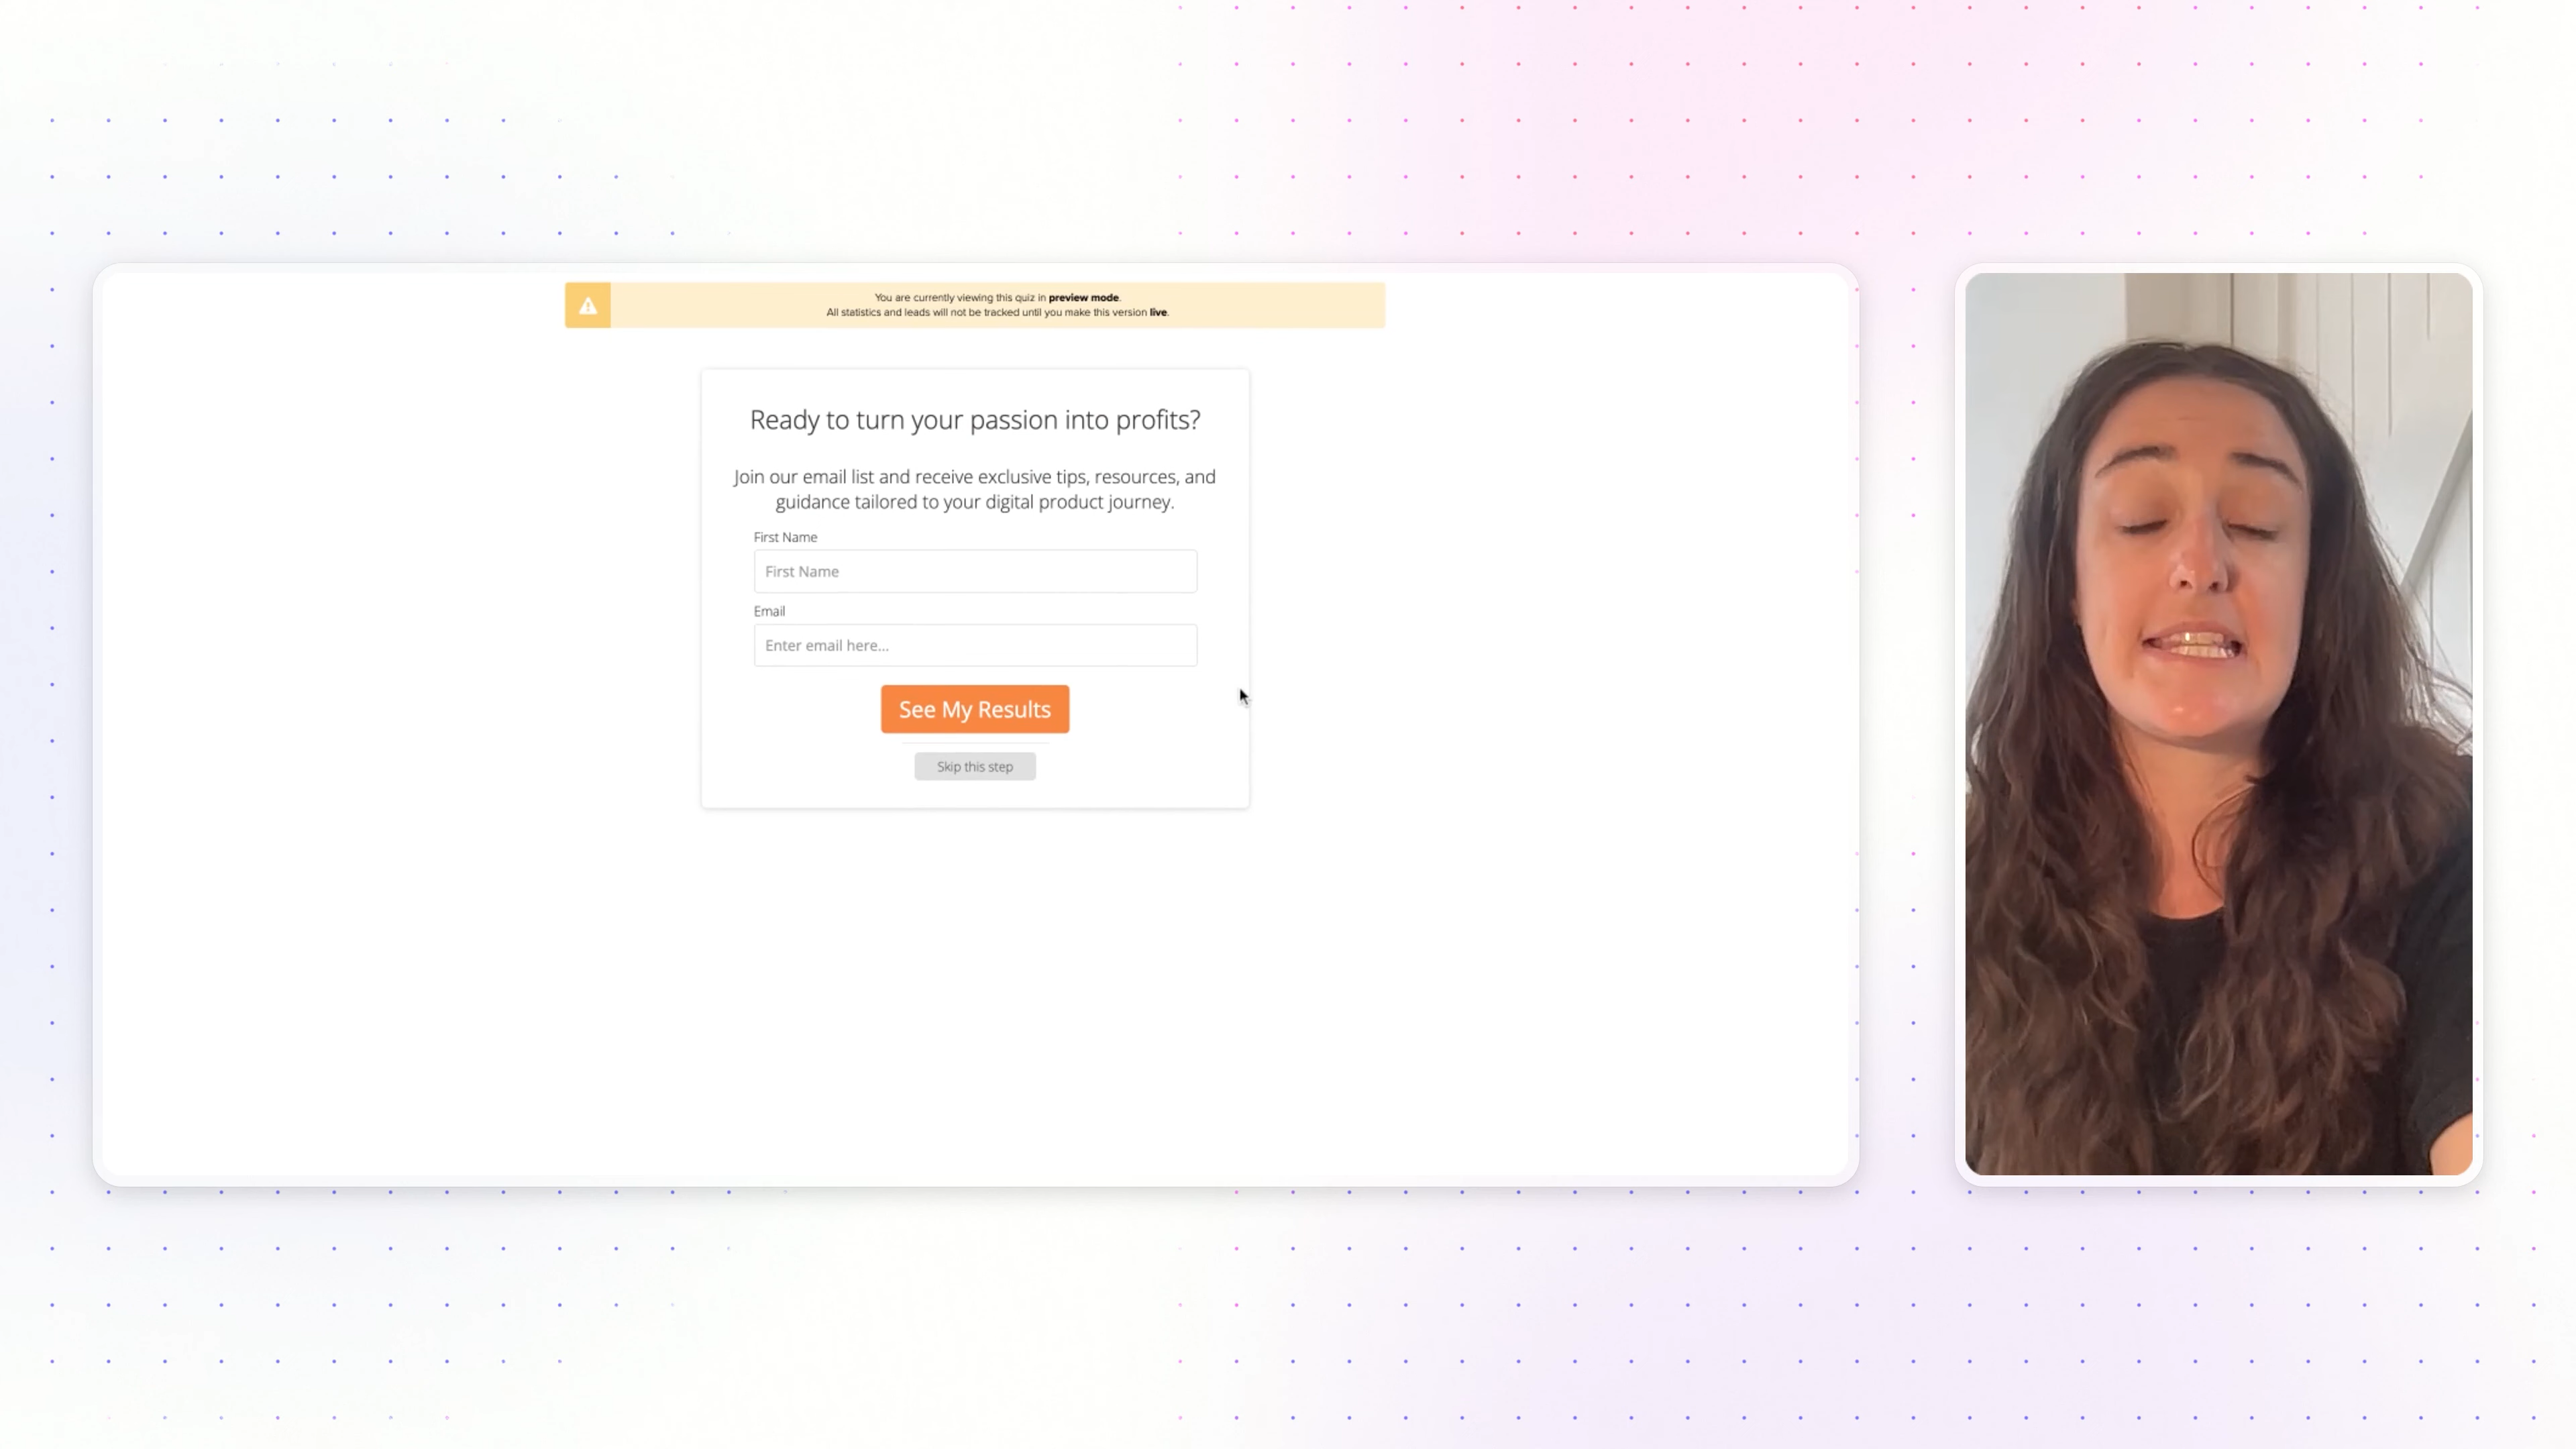 You are currently viewing this quiz in preview mode.
All statistics and leads will not be tracked until you make this version live.
Ready to turn your passion into profits?
Join our email list and receive exclusive tips, resources, and
guidance tailored to your digital product journey.
First Name
First Name
Email
Enter email here...
See My Results
Skip this step